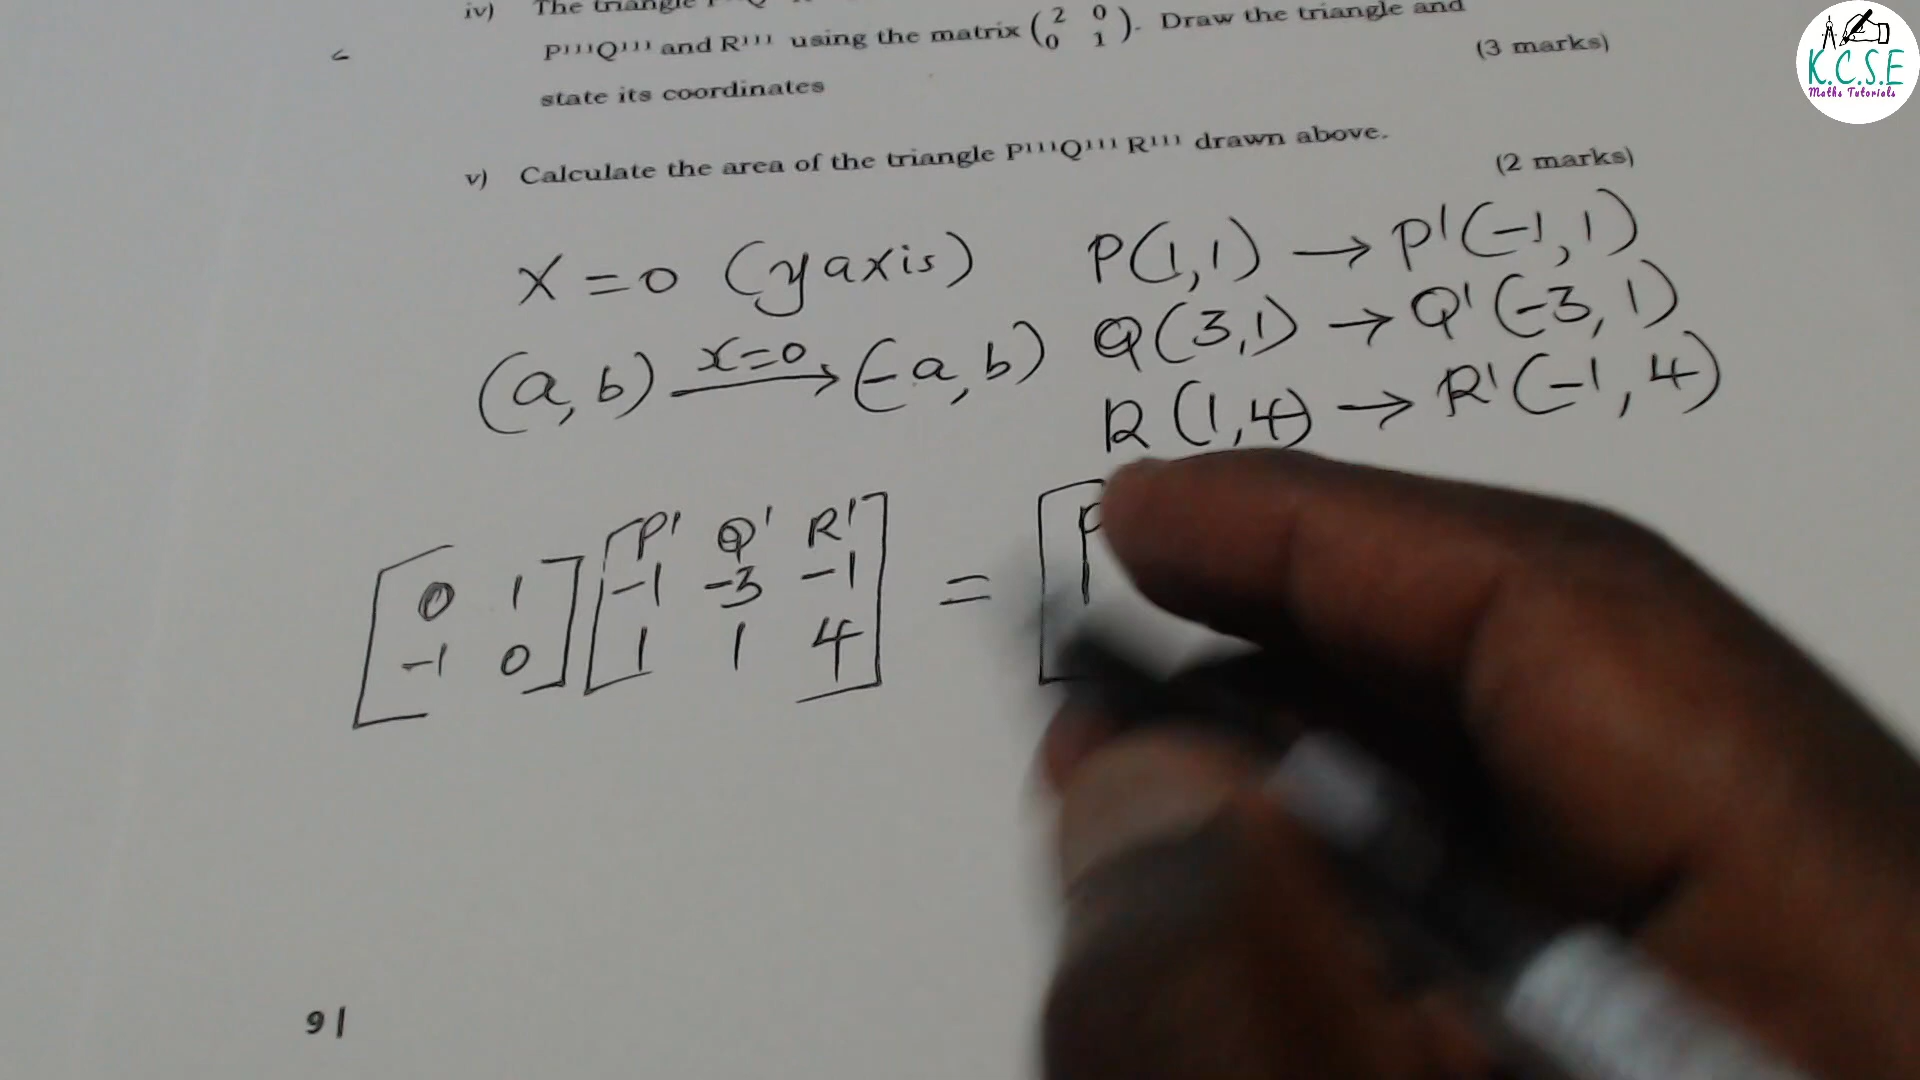 iv) The triangle
P'''Q''' and R''' using the matrix (2 0
0 1). Draw the triangle and
state its coordinates
(3 marks)
v) Calculate the area of the triangle P'''Q''' R''' drawn above.
(2 marks)
X = 0 (y axis)
(a, b) x=0 → (-a, b)
P(1,1) → P'(-1, 1)
Q(3,1) → Q'(-3, 1)
R(1,4) → R'(-1, 4)
P' Q' R'
[0 1] [-1 -3 -1] = [
[-1 0] [1 1 4]
91
K.C.S.E
Maths Tutorials